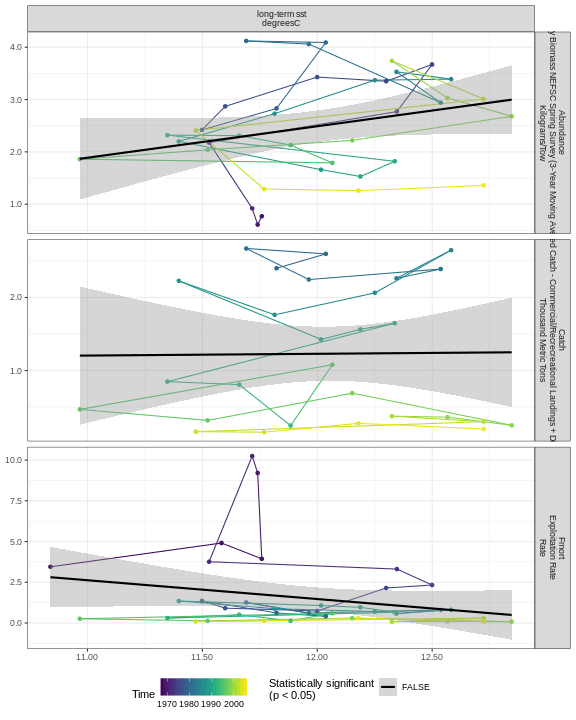 long-term sst
degreesC
4.0
3.0
2.0
1.0
Abundance
Biomass NEFSC Spring Survey (3-Year Moving Ave
Kilograms/Tow
2.0
1.0
Catch
Catch - Commercial/Recreational Landings + D
Thousand Metric Tons
10.0
7.5
5.0
2.5
0.0
Fmort
Exploitation Rate
Rate
11.00
11.50
12.00
12.50
Time
1970 1980 1990 2000
Statistically significant
(p < 0.05)
FALSE